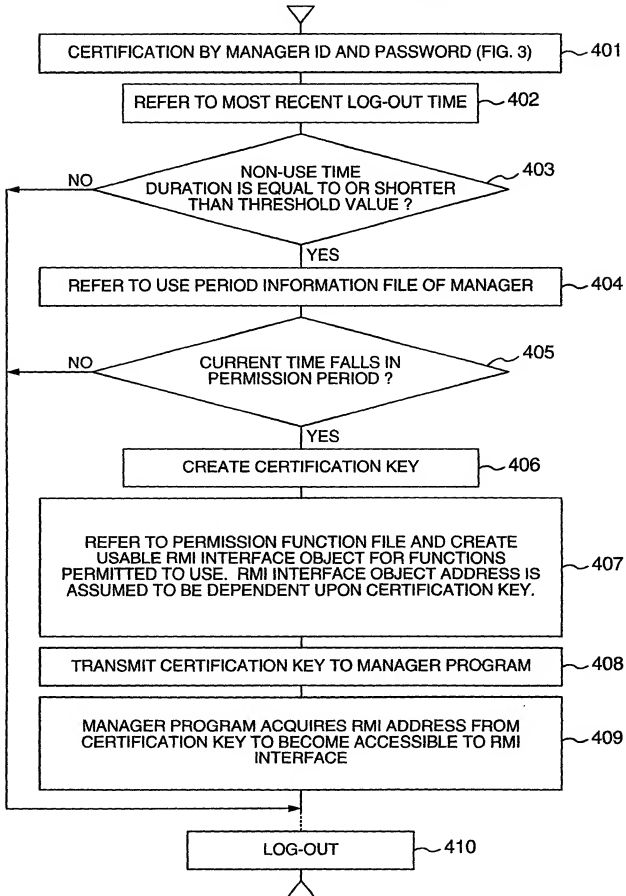 CERTIFICATION BY MANAGER ID AND PASSWORD (FIG. 3)
401
REFER TO MOST RECENT LOG-OUT TIME
402
NON-USE TIME
DURATION IS EQUAL TO OR SHORTER
THAN THRESHOLD VALUE ?
403
NO
YES
REFER TO USE PERIOD INFORMATION FILE OF MANAGER
404
CURRENT TIME FALLS IN
PERMISSION PERIOD ?
405
NO
YES
CREATE CERTIFICATION KEY
406
REFER TO PERMISSION FUNCTION FILE AND CREATE
USABLE RMI INTERFACE OBJECT FOR FUNCTIONS
PERMITTED TO USE. RMI INTERFACE OBJECT ADDRESS IS
ASSUMED TO BE DEPENDENT UPON CERTIFICATION KEY.
407
TRANSMIT CERTIFICATION KEY TO MANAGER PROGRAM
408
MANAGER PROGRAM ACQUIRES RMI ADDRESS FROM
CERTIFICATION KEY TO BECOME ACCESSIBLE TO RMI
INTERFACE
409
LOG-OUT
410